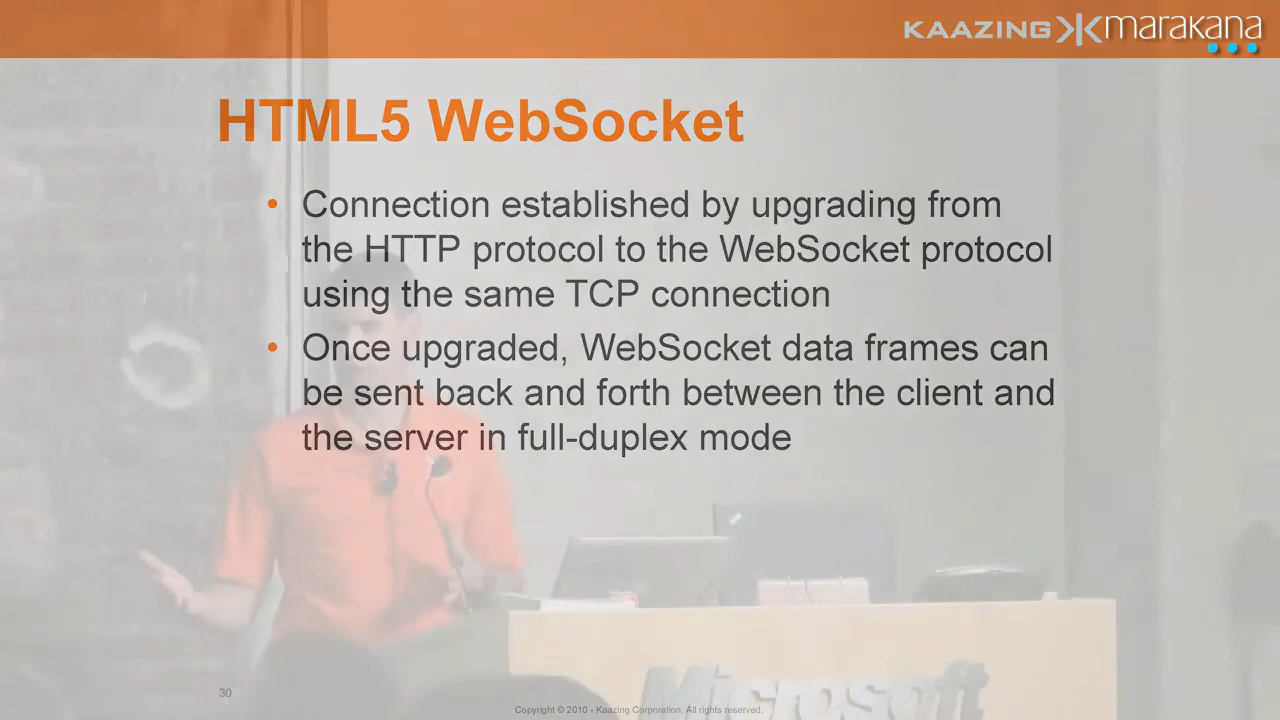 KAAZING marakana
HTML5 WebSocket
• Connection established by upgrading from
the HTTP protocol to the WebSocket protocol
using the same TCP connection
• Once upgraded, WebSocket data frames can
be sent back and forth between the client and
the server in full-duplex mode
Microsoft
30
Copyright © 2010 - Kaazing Corporation. All rights reserved.